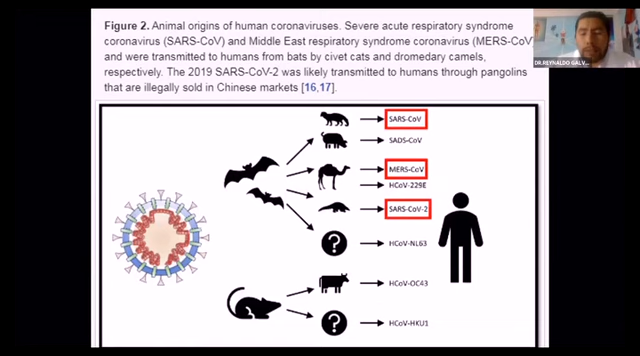 Figure 2. Animal origins of human coronaviruses. Severe acute respiratory syndrome
coronavirus (SARS-CoV) and Middle East respiratory syndrome coronavirus (MERS-CoV
and were transmitted to humans from bats by civet cats and dromedary camels,
respectively. The 2019 SARS-CoV-2 was likely transmitted to humans through pangolins
that are illegally sold in Chinese markets [16,17].
DR.REYNALDO GALV...
SARS-CoV
SADS-CoV
MERS-CoV
HCoV-229E
SARS-CoV-2
?
HCoV-NL63
HCoV-OC43
?
HCoV-HKU1